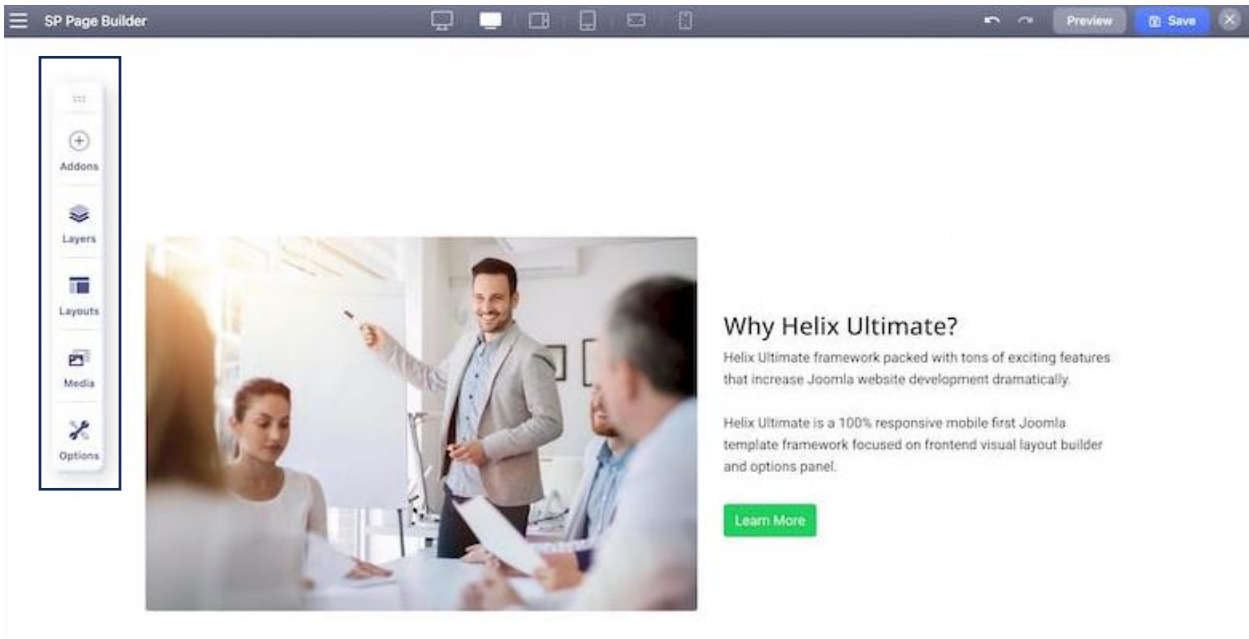 SP Page Builder
Preview
Save
Addons
Layers
Layouts
Media
Options
Why Helix Ultimate?
Helix Ultimate framework packed with tons of exciting features
that increase Joomla website development dramatically.
Helix Ultimate is a 100% responsive mobile first Joomla
template framework focused on frontend visual layout builder
and options panel.
Learn More